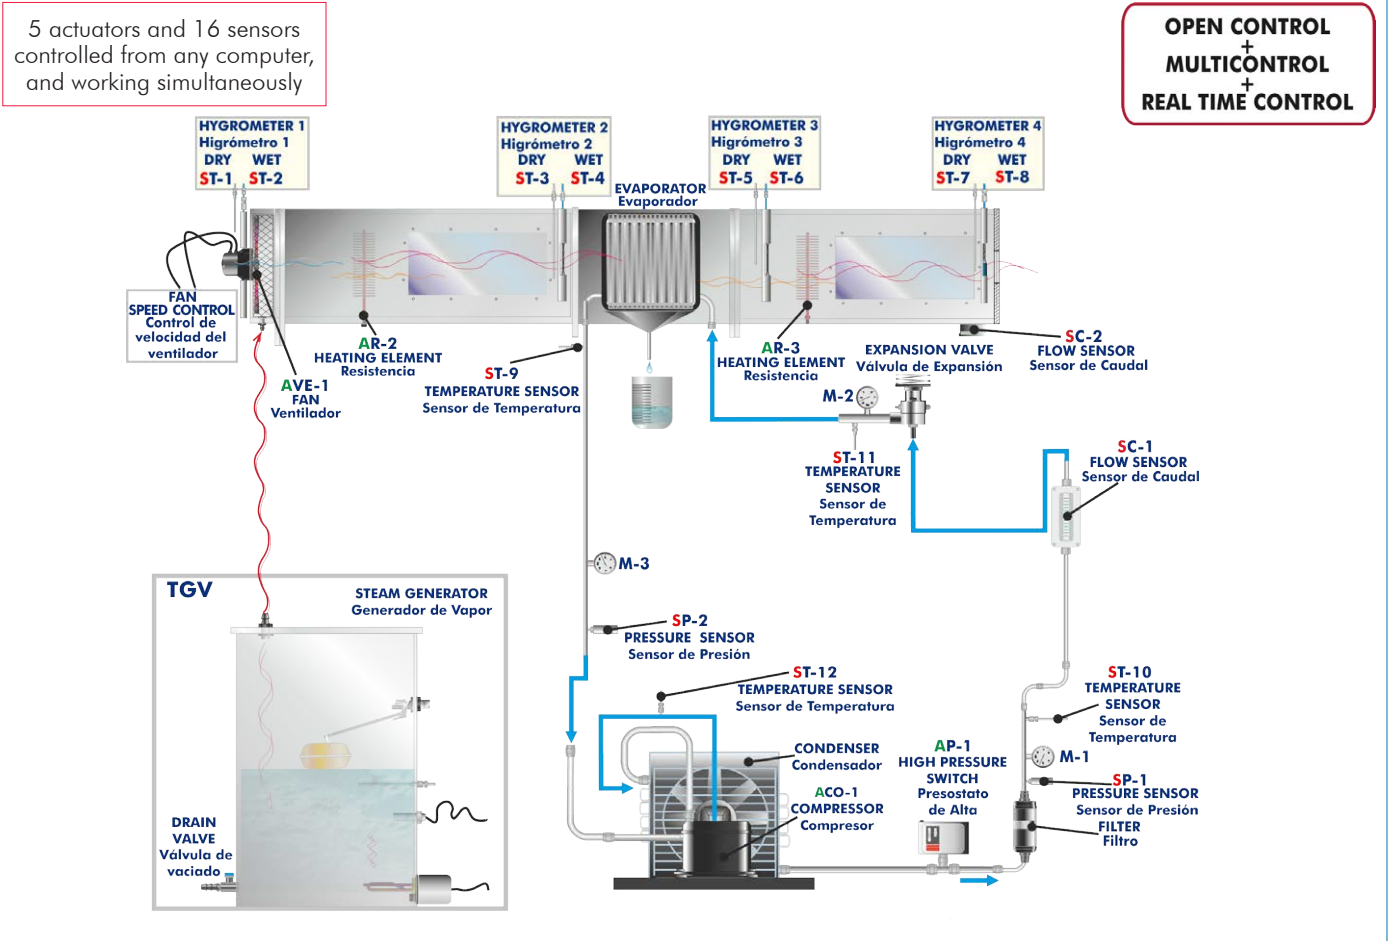 5 actuators and 16 sensors
controlled from any computer,
and working simultaneously
OPEN CONTROL
+
MULTICONTROL
+
REAL TIME CONTROL
HYGROMETER 1
Higrómetro 1
DRY WET
ST-1 ST-2
HYGROMETER 2
Higrómetro 2
DRY WET
ST-3 ST-4
HYGROMETER 3
Higrómetro 3
DRY WET
ST-5 ST-6
HYGROMETER 4
Higrómetro 4
DRY WET
ST-7 ST-8
EVAPORATOR
Evaporador
FAN
SPEED CONTROL
Control de
velocidad del
ventilador
AVE-1
FAN
Ventilador
AR-2
HEATING ELEMENT
Resistencia
ST-9
TEMPERATURE SENSOR
Sensor de Temperatura
AR-3
HEATING ELEMENT
Resistencia
EXPANSION VALVE
Válvula de Expansión
SC-2
FLOW SENSOR
Sensor de Caudal
M-2
ST-11
TEMPERATURE
SENSOR
Sensor de
Temperatura
SC-1
FLOW SENSOR
Sensor de Caudal
M-3
TGV
STEAM GENERATOR
Generador de Vapor
SP-2
PRESSURE SENSOR
Sensor de Presión
ST-12
TEMPERATURE SENSOR
Sensor de Temperatura
ST-10
TEMPERATURE
SENSOR
Sensor de
Temperatura
CONDENSER
Condensador
AP-1
HIGH PRESSURE
SWITCH
Presostato
de Alta
M-1
ACO-1
COMPRESSOR
Compresor
SP-1
PRESSURE SENSOR
Sensor de Presión
FILTER
Filtro
DRAIN
VALVE
Válvula de
vaciado